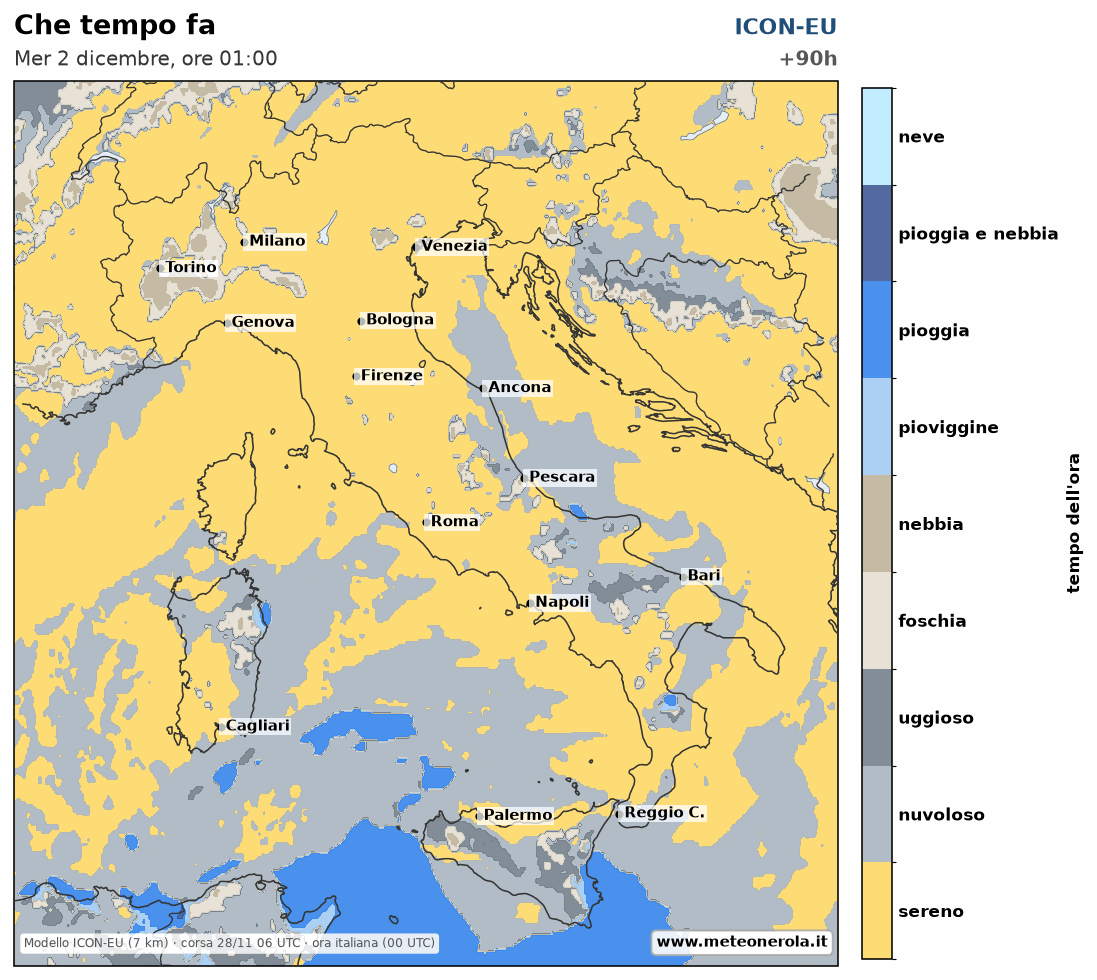 Che tempo fa
ICON-EU
Mer 2 dicembre, ore 01:00
+90h
neve
pioggia e nebbia
pioggia
pioviggine
nebbia
foschia
uggioso
nuvoloso
sereno
tempo dell'ora
Milano
Venezia
Torino
Genova
Bologna
Firenze
Ancona
Pescara
Roma
Bari
Napoli
Cagliari
Palermo
Reggio C.
Modello ICON-EU (7 km) · corsa 28/11 06 UTC · ora italiana (00 UTC)
www.meteonerola.it